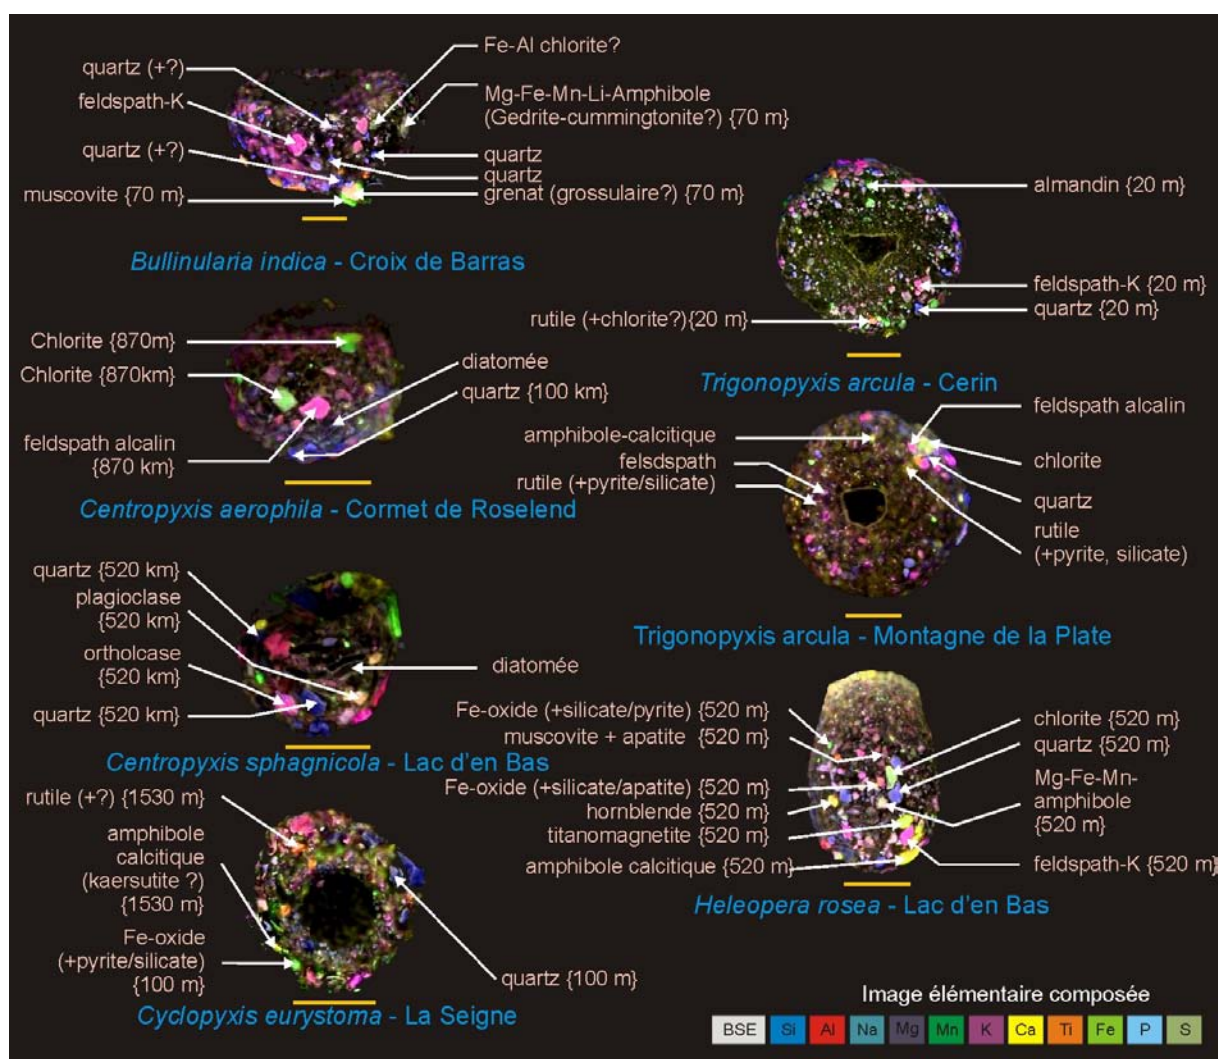 quartz (+?)
feldspath-K
quartz (+?)
muscovite {70 m}
Fe-Al chlorite?
Mg-Fe-Mn-Li-Amphibole
(Gedrite-cummingtonite?) {70 m}
quartz
quartz
grenat (grossulaire?) {70 m}
Bullinularia indica - Croix de Barras
almandin {20 m}
feldspath-K {20 m}
quartz {20 m}
rutile (+chlorite?){20 m}
Trigonopyxis arcula - Cerin
Chlorite {870m}
Chlorite {870km}
feldspath alcalin
{870 km}
diatomée
quartz {100 km}
Centropyxis aerophila - Cormet de Roselend
amphibole-calcitique
felsdspath
rutile (+pyrite/silicate)
feldspath alcalin
chlorite
quartz
rutile
(+pyrite, silicate)
Trigonopyxis arcula - Montagne de la Plate
quartz {520 km}
plagioclase
{520 km}
ortholcase
{520 km}
quartz {520 km}
diatomée
Centropyxis sphagnicola - Lac d'en Bas
Fe-oxide (+silicate/pyrite) {520 m}
muscovite + apatite {520 m}
Fe-oxide (+silicate/apatite) {520 m}
hornblende {520 m}
titanomagnetite {520 m}
amphibole calcitique {520 m}
chlorite {520 m}
quartz {520 m}
Mg-Fe-Mn-
amphibole
{520 m}
feldspath-K {520 m}
Heleopera rosea - Lac d'en Bas
rutile (+?) {1530 m}
amphibole
calcitique
(kaersutite ?)
{1530 m}
Fe-oxide
(+pyrite/silicate)
{100 m}
quartz {100 m}
Cyclopyxis eurystoma - La Seigne
Image élémentaire composée
BSE Si Al Na Mg Mn K Ca Ti Fe P S